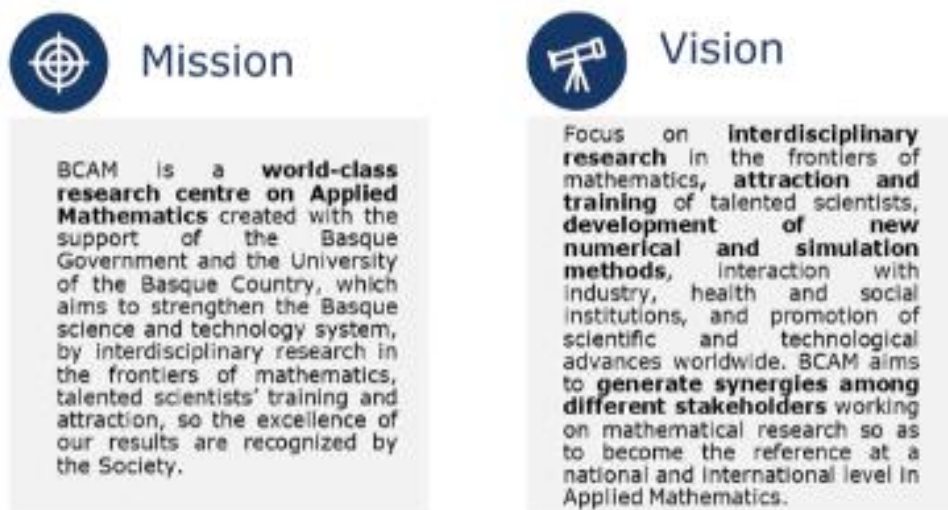 Mission
BCAM is a world-class
research centre on Applied
Mathematics created with the
support of the Basque
Government and the University
of the Basque Country, which
aims to strengthen the Basque
science and technology system,
by interdisciplinary research in
the frontiers of mathematics,
talented scientists' training and
attraction, so the excellence of
our results are recognized by
the Society.
Vision
Focus on interdisciplinary
research in the frontiers of
mathematics, attraction and
training of talented scientists,
development of new
numerical and simulation
methods, interaction with
industry, health and social
institutions, and promotion of
scientific and technological
advances worldwide. BCAM aims
to generate synergies among
different stakeholders working
on mathematical research so as
to become the reference at a
national and international level in
Applied Mathematics.